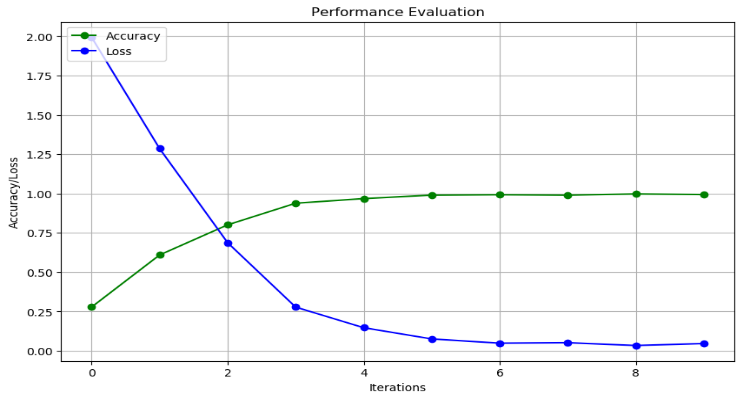 Performance Evaluation
Accuracy
Loss
Accuracy/Loss
2.00
1.75
1.50
1.25
1.00
0.75
0.50
0.25
0.00
0 2 4 6 8
Iterations